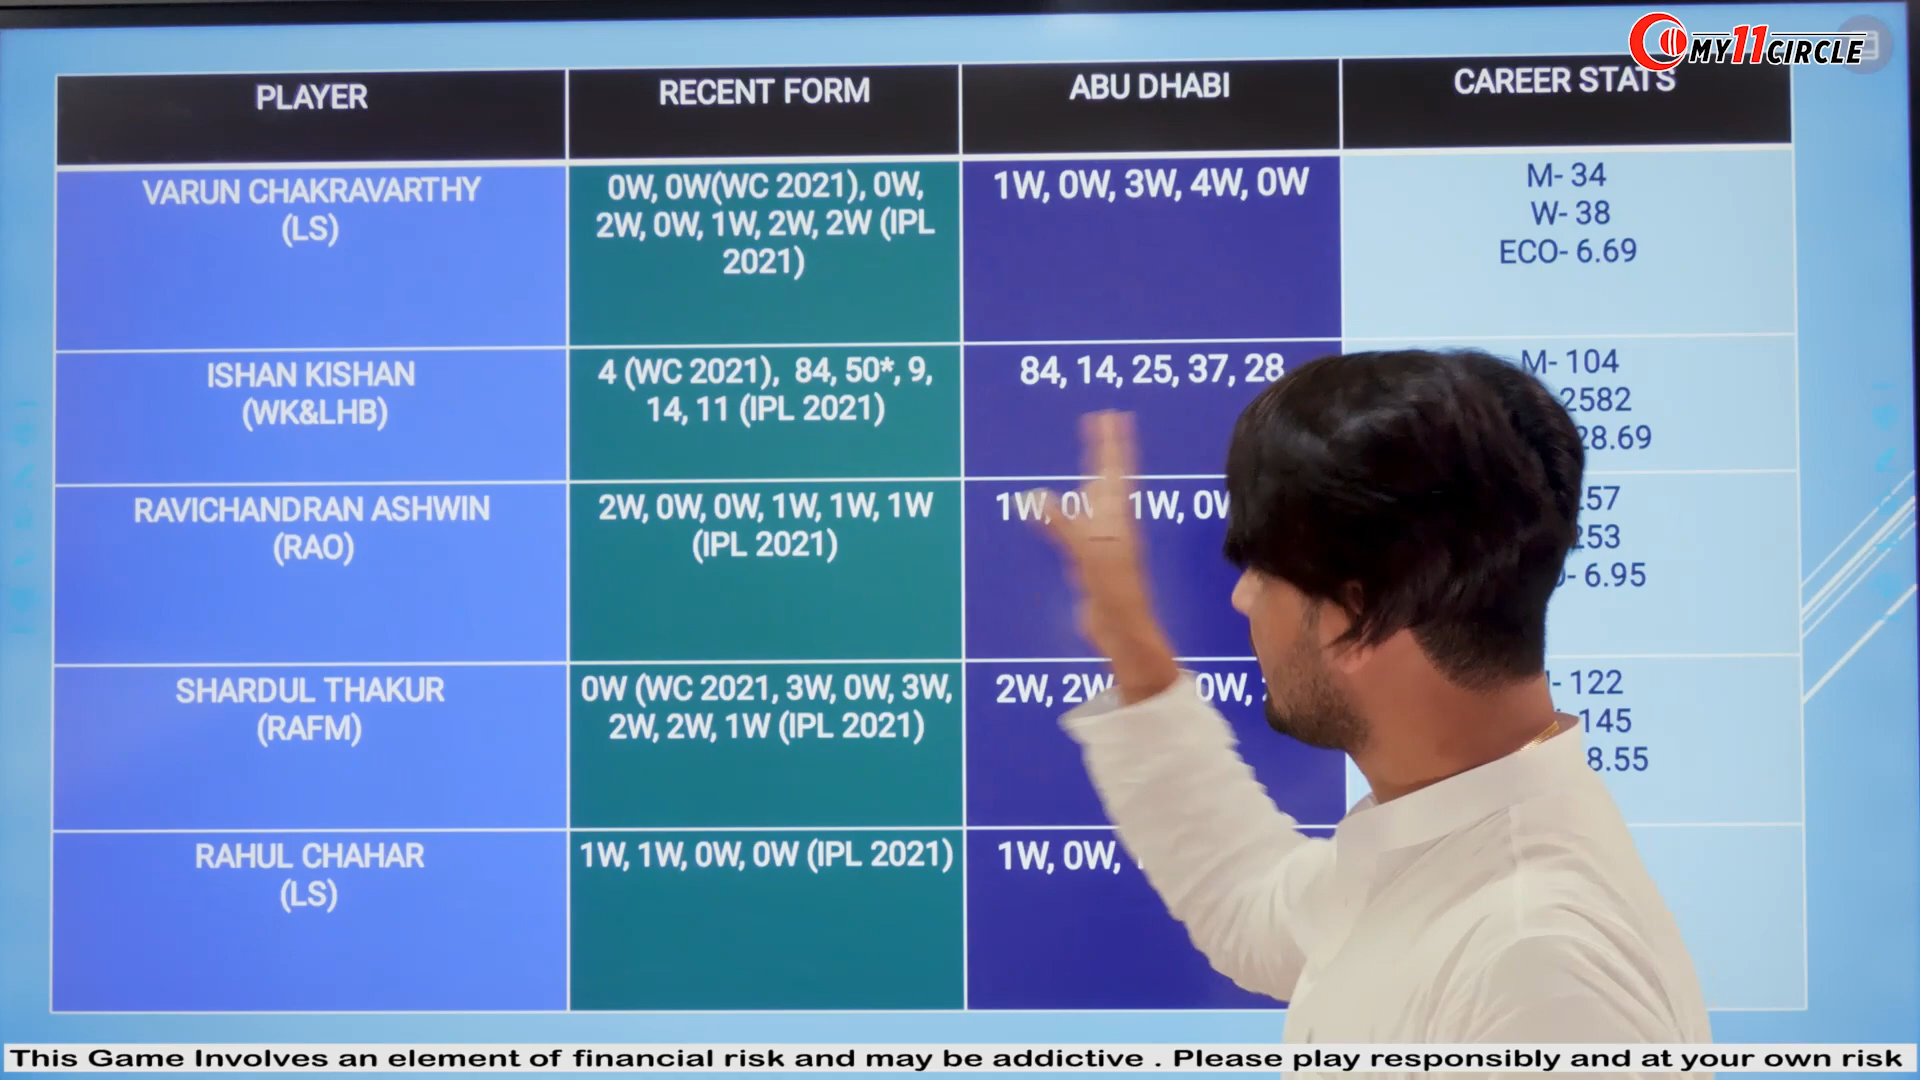 MY11CIRCLE
PLAYER
RECENT FORM
ABU DHABI
CAREER STATS
VARUN CHAKRAVARTHY
(LS)
0W, 0W(WC 2021), 0W,
2W, 0W, 1W, 2W, 2W (IPL
2021)
1W, 0W, 3W, 4W, 0W
M- 34
W- 38
ECO- 6.69
ISHAN KISHAN
(WK&LHB)
4 (WC 2021), 84, 50*, 9,
14, 11 (IPL 2021)
84, 14, 25, 37, 28
M- 104
2582
28.69
RAVICHANDRAN ASHWIN
(RAO)
2W, 0W, 0W, 1W, 1W, 1W
(IPL 2021)
1W, 1W,
6.95
SHARDUL THAKUR
(RAFM)
0W (WC 2021, 3W, 0W, 3W,
2W, 2W, 1W (IPL 2021)
2W, 2W 0W,
122
145
8.55
RAHUL CHAHAR
(LS)
1W, 1W, 0W, 0W (IPL 2021)
1W, 0W,
This Game Involves an element of financial risk and may be addictive . Please play responsibly and at your own risk